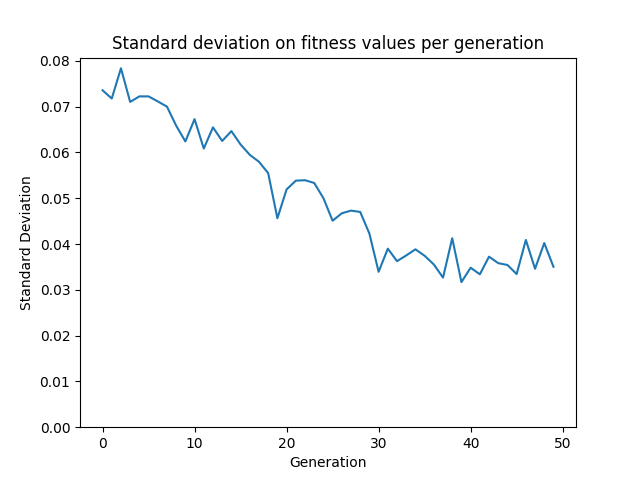 Standard deviation on fitness values per generation
0.08
0.07
0.06
0.05
0.04
0.03
0.02
0.01
0.00
Standard Deviation
0 10 20 30 40 50
Generation